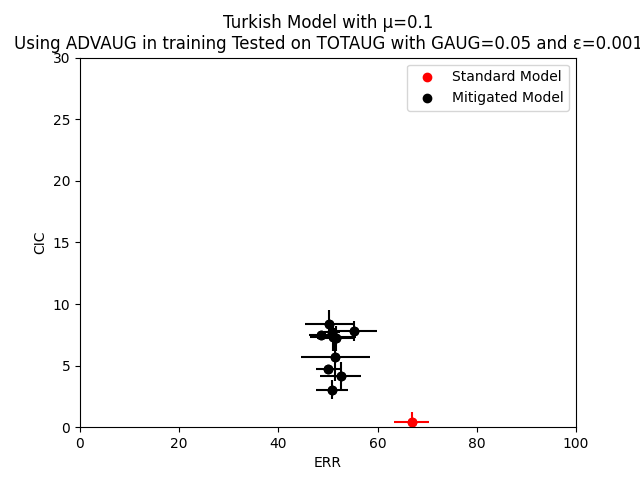 Turkish Model with μ=0.1
Using ADVAUG in training Tested on TOTAUG with GAUG=0.05 and ε=0.001
30
25
20
15
10
5
0
CIC
Standard Model
Mitigated Model
0 20 40 60 80 100
ERR